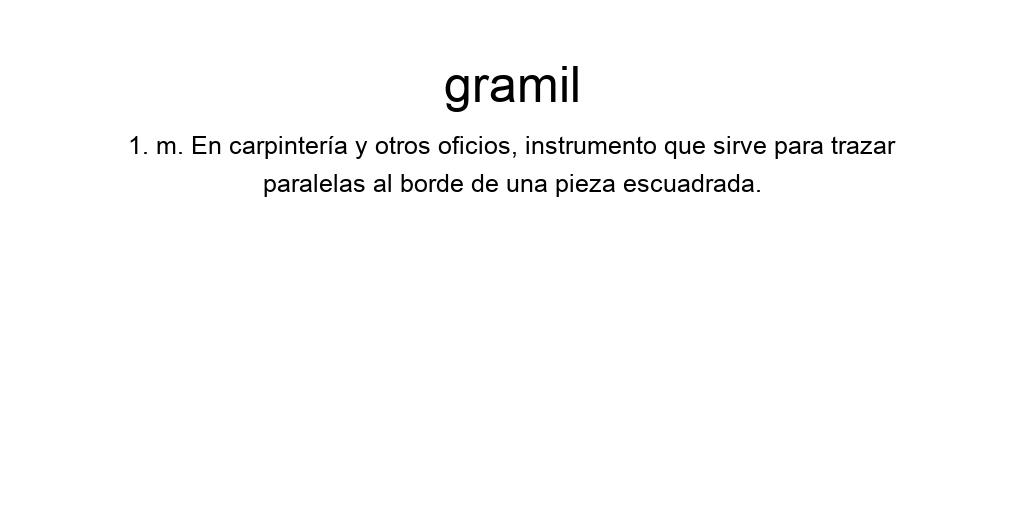 gramil
1. m. En carpintería y otros oficios, instrumento que sirve para trazar
paralelas al borde de una pieza escuadrada.